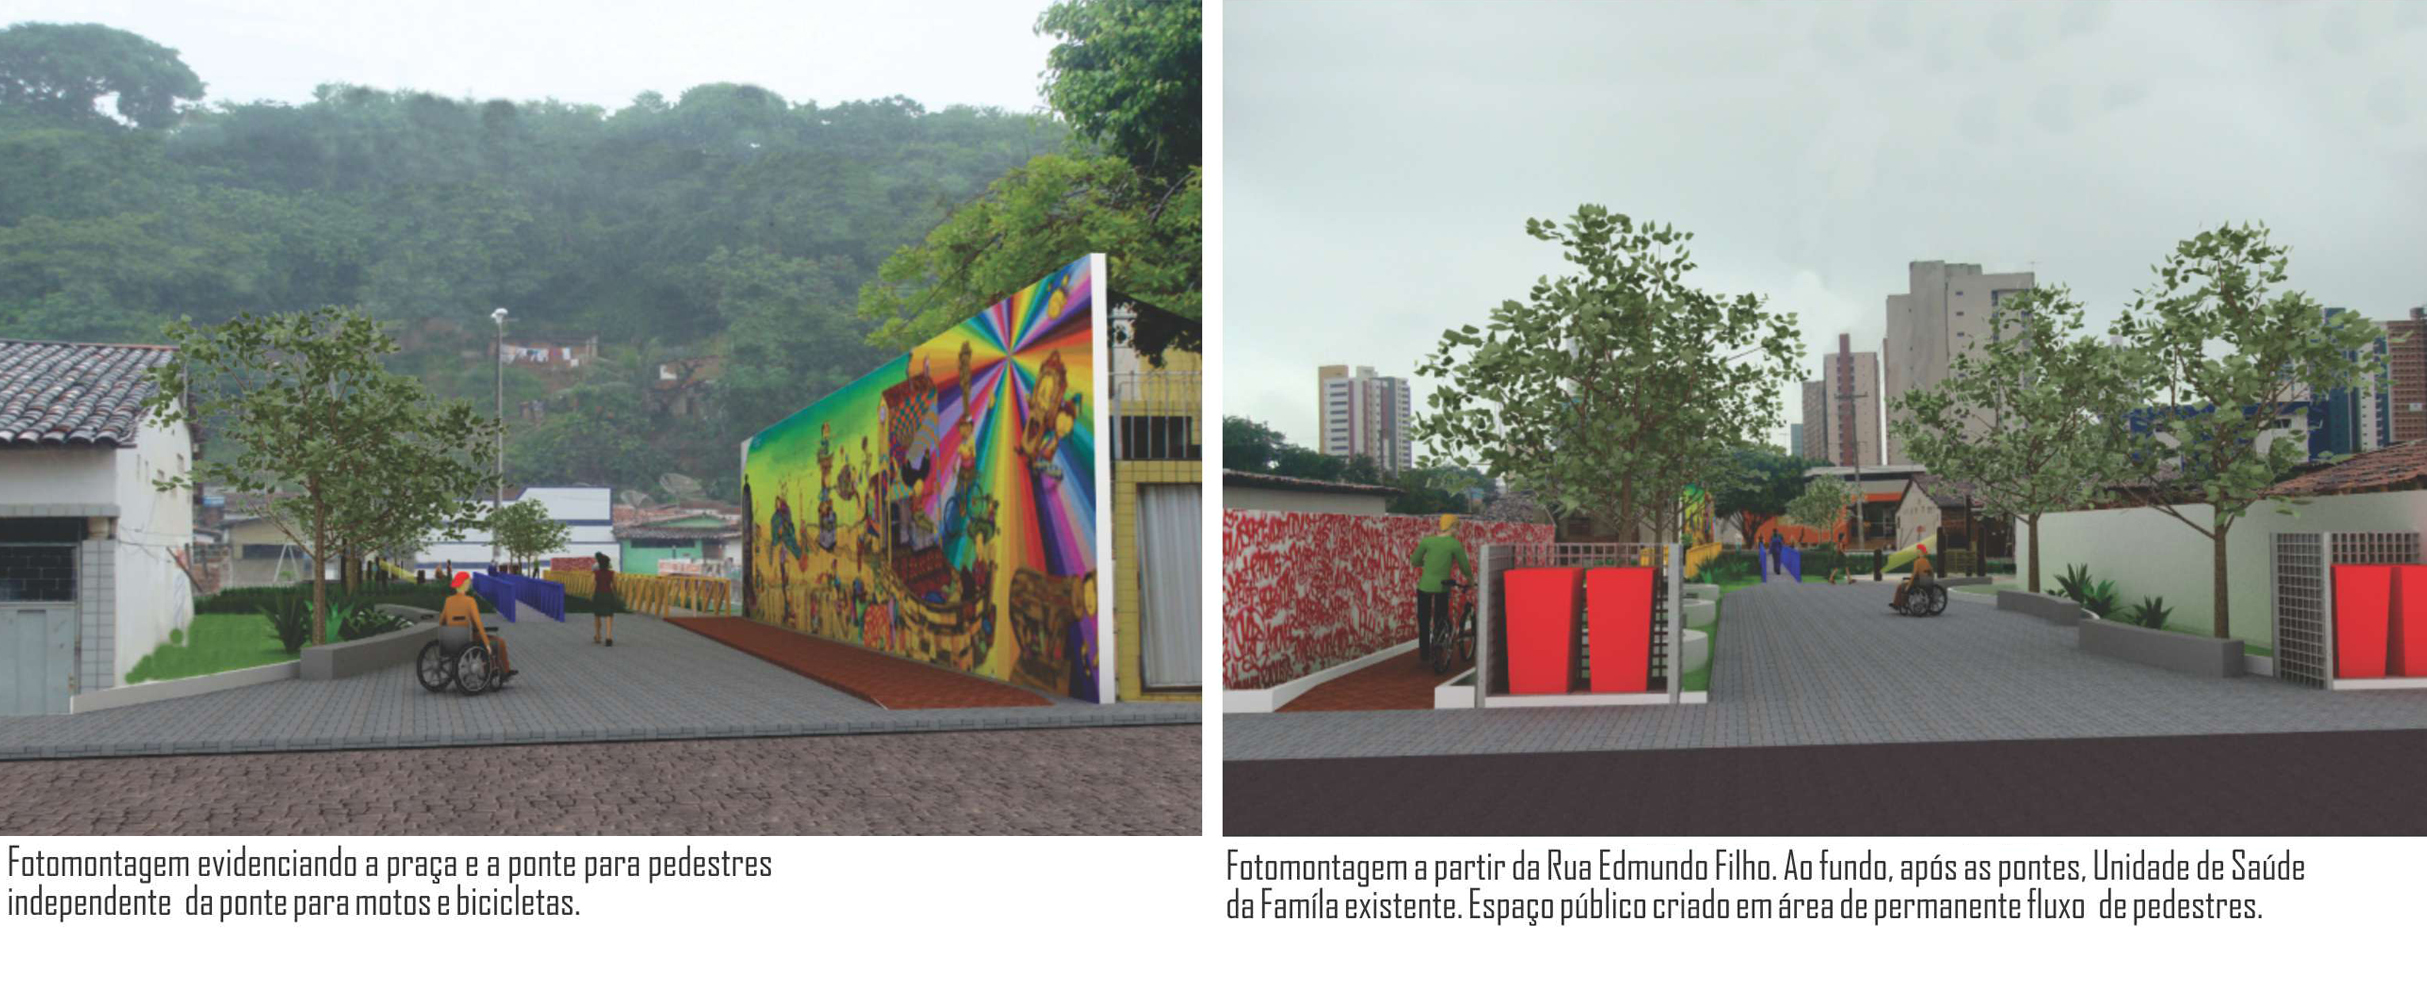 Fotomontagem evidenciando a praça e a ponte para pedestres
independente da ponte para motos e bicicletas.
Fotomontagem a partir da Rua Edmundo Filho. Ao fundo, após as pontes, Unidade de Saúde
da Famíla existente. Espaço público criado em área de permanente fluxo de pedestres.